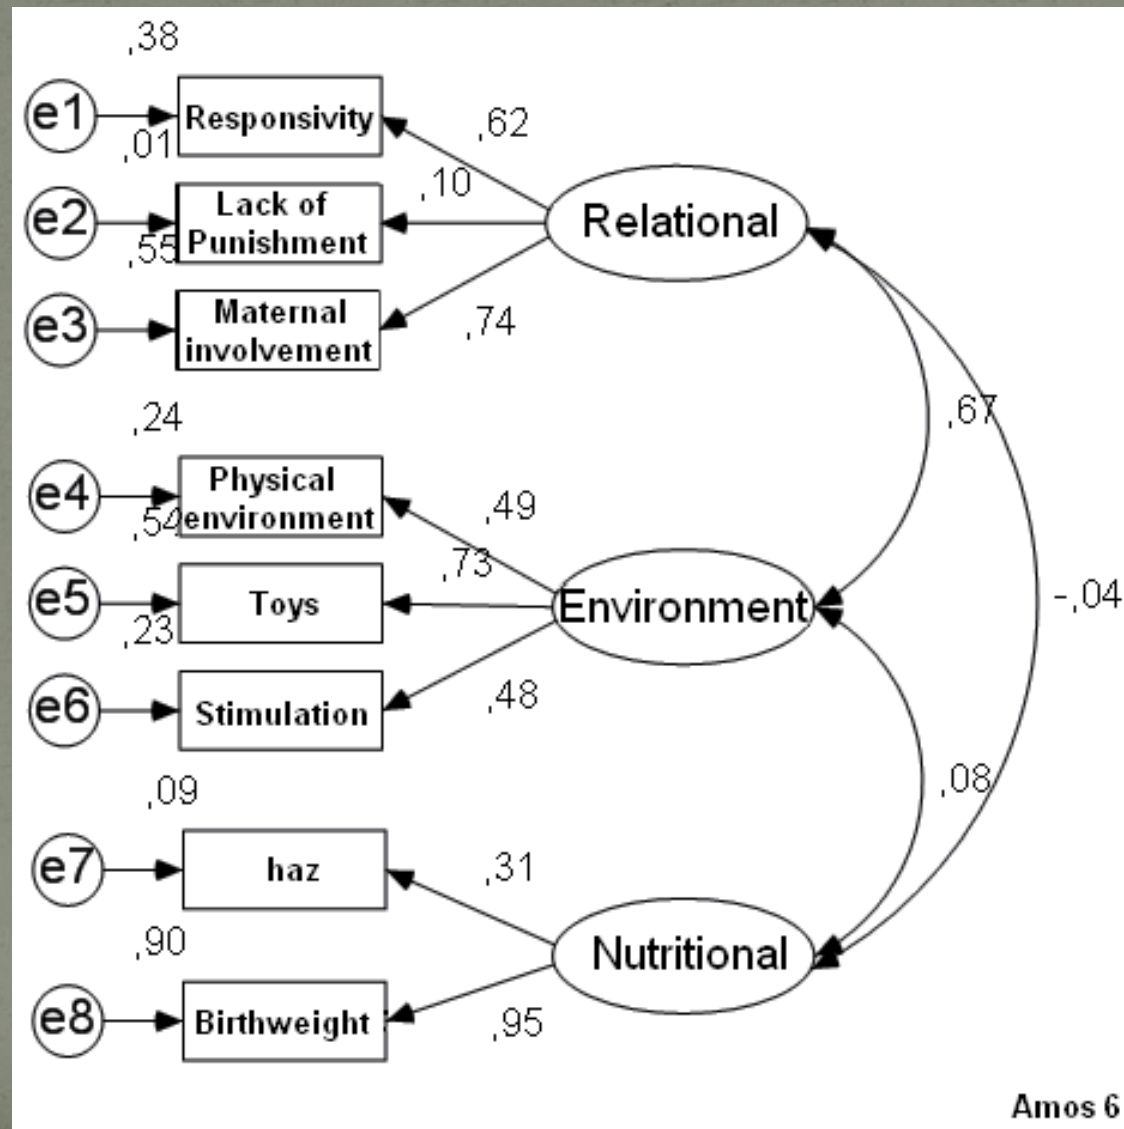 ,38
e1
Responsivity
,62
,01
,10
e2
Lack of
Punishment
Relational
,55
e3
Maternal
involvement
,74
,67
,24
e4
Physical
environment
,49
,54
,73
e5
Toys
Environment
-,04
,23
e6
Stimulation
,48
,09
,08
e7
haz
,31
,90
Nutritional
e8
Birthweight
,95
Amos 6